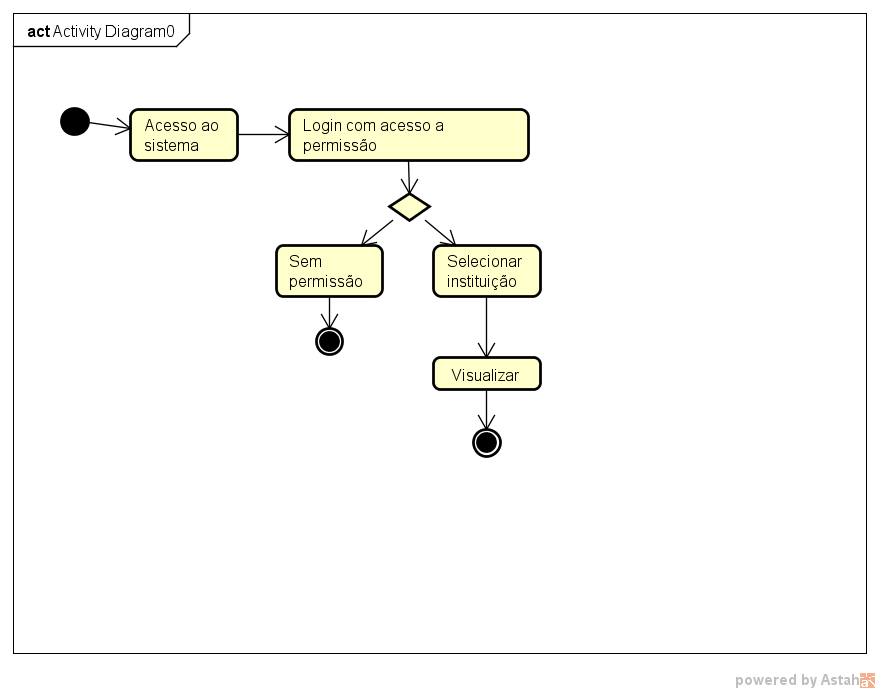 act Activity Diagram0
Acesso ao
sistema
Login com acesso a
permissão
Sem
permissão
Selecionar
instituição
Visualizar
powered by Astah